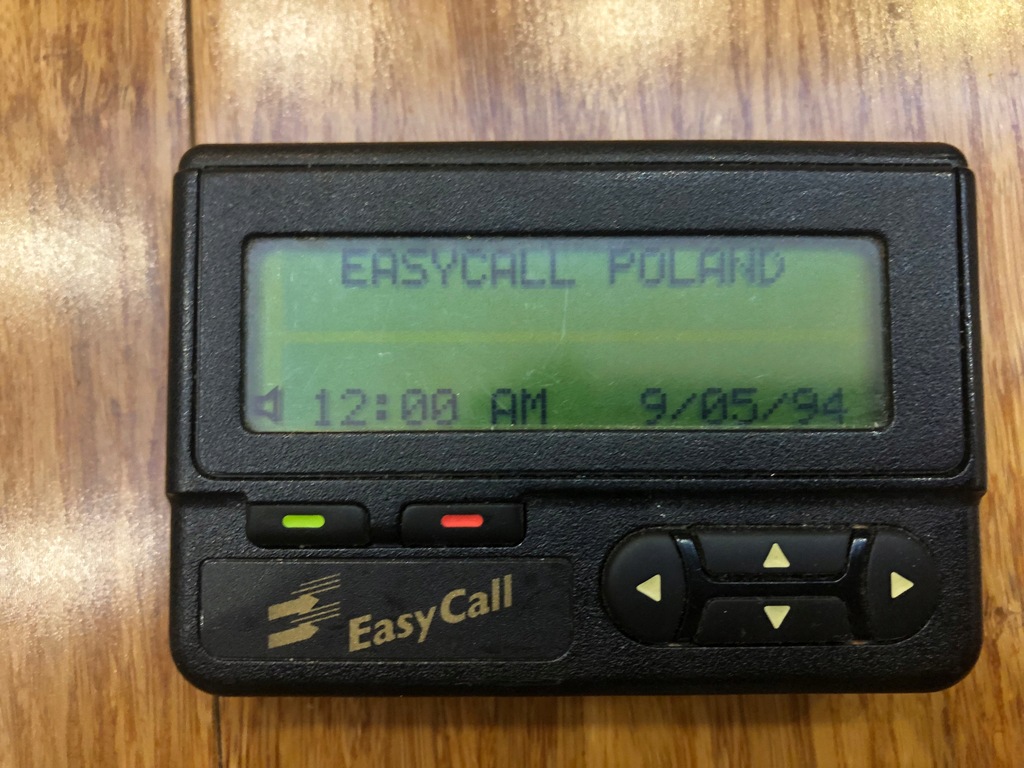 EASYCALL POLAND
12:00 AM 9/05/94
EasyCall